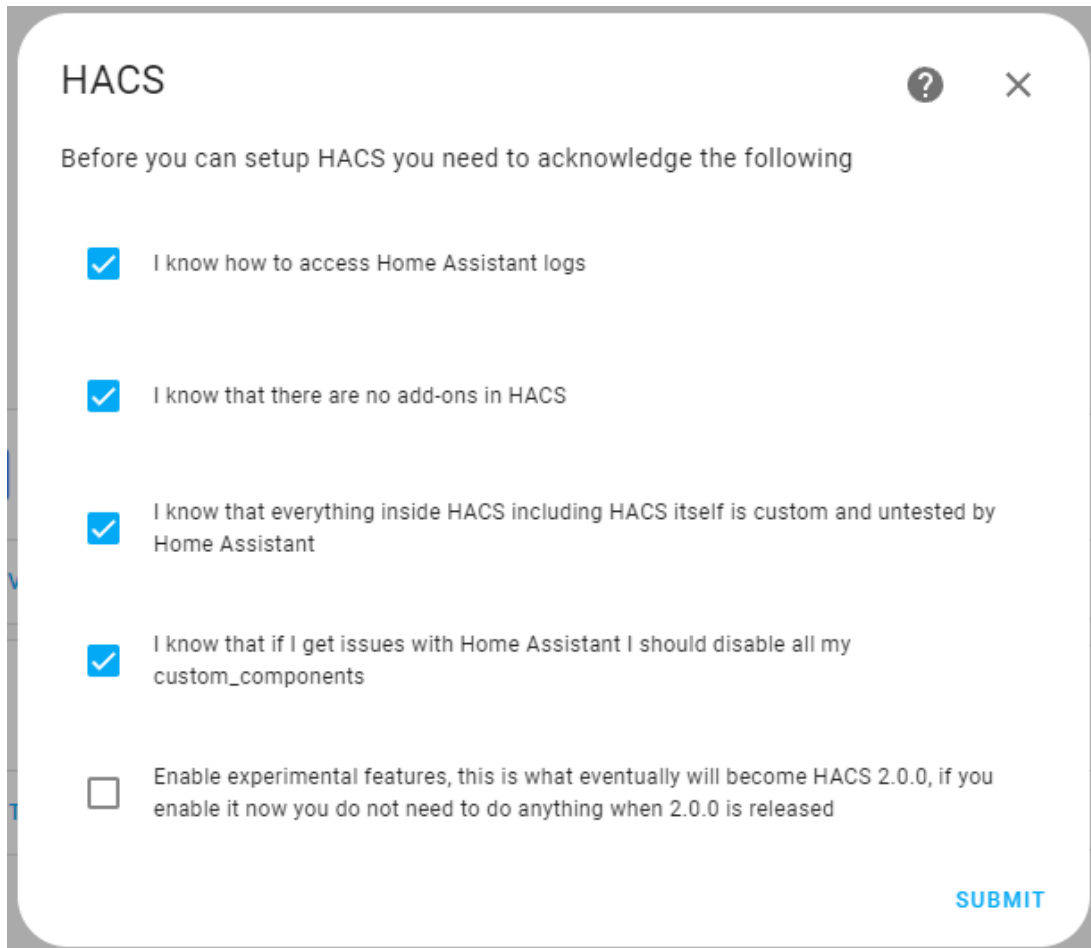 HACS
Before you can setup HACS you need to acknowledge the following
I know how to access Home Assistant logs
I know that there are no add-ons in HACS
I know that everything inside HACS including HACS itself is custom and untested by
Home Assistant
I know that if I get issues with Home Assistant I should disable all my
custom_components
Enable experimental features, this is what eventually will become HACS 2.0.0, if you
enable it now you do not need to do anything when 2.0.0 is released
SUBMIT